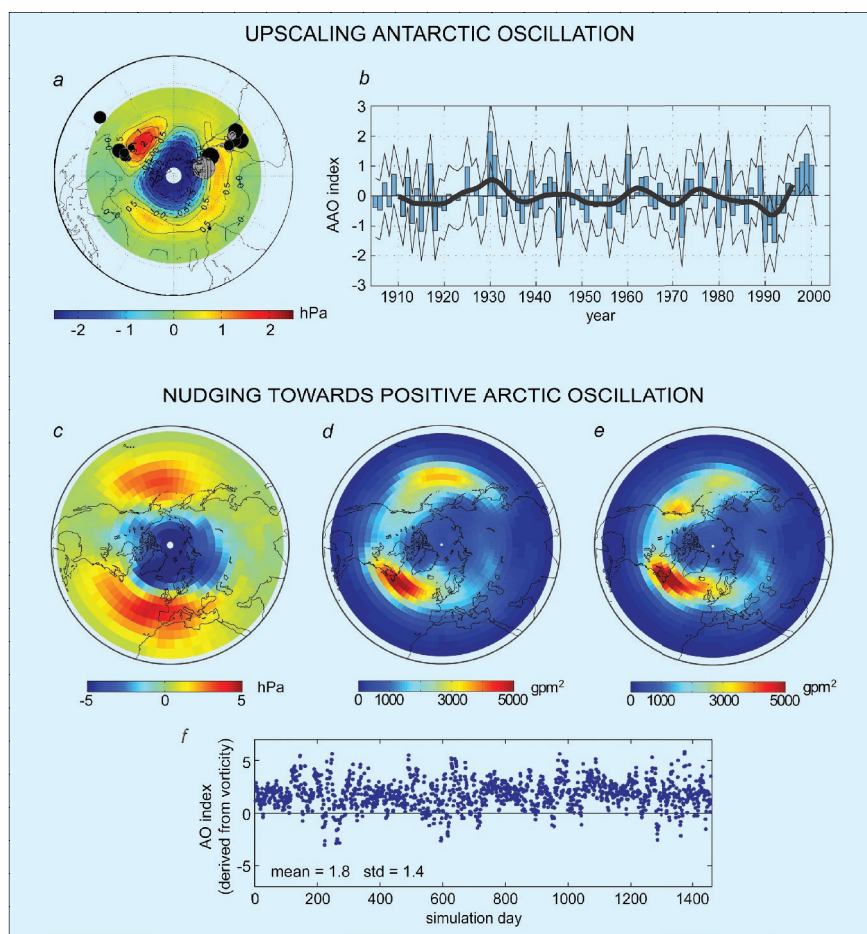 UPSCALING ANTARCTIC OSCILLATION
a
b
3
2
1
0
-1
-2
-3
AAO index
1910 1920 1930 1940 1950 1960 1970 1980 1990 2000
year
-2 -1 0 1 2 hPa
NUDGING TOWARDS POSITIVE ARCTIC OSCILLATION
c
d
e
-5 0 5 hPa
0 1000 3000 5000 gpm2
0 1000 3000 5000 gpm2
f
AO index
(derived from vorticity)
5
0
-5
mean = 1.8 std = 1.4
0 200 400 600 800 1000 1200 1400
simulation day